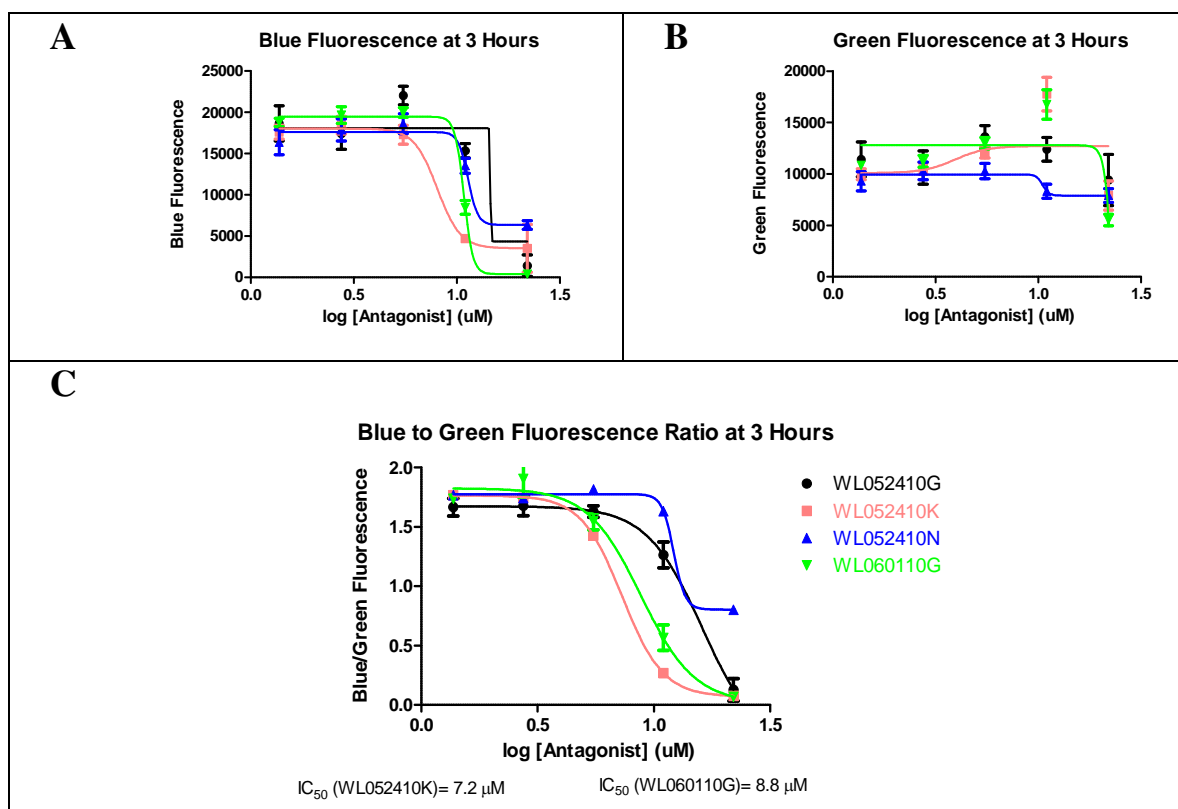 A
Blue Fluorescence at 3 Hours
25000
20000
15000
10000
5000
0
0.0 0.5 1.0 1.5
Blue Fluorescence
log [Antagonist] (uM)
B
Green Fluorescence at 3 Hours
20000
15000
10000
5000
0
0.0 0.5 1.0 1.5
Green Fluorescence
log [Antagonist] (uM)
C
Blue to Green Fluorescence Ratio at 3 Hours
2.0
1.5
1.0
0.5
0.0
0.0 0.5 1.0 1.5
Blue/Green Fluorescence
log [Antagonist] (uM)
WL052410G
WL052410K
WL052410N
WL060110G
IC50 (WL052410K)= 7.2 μM
IC50 (WL060110G)= 8.8 μM